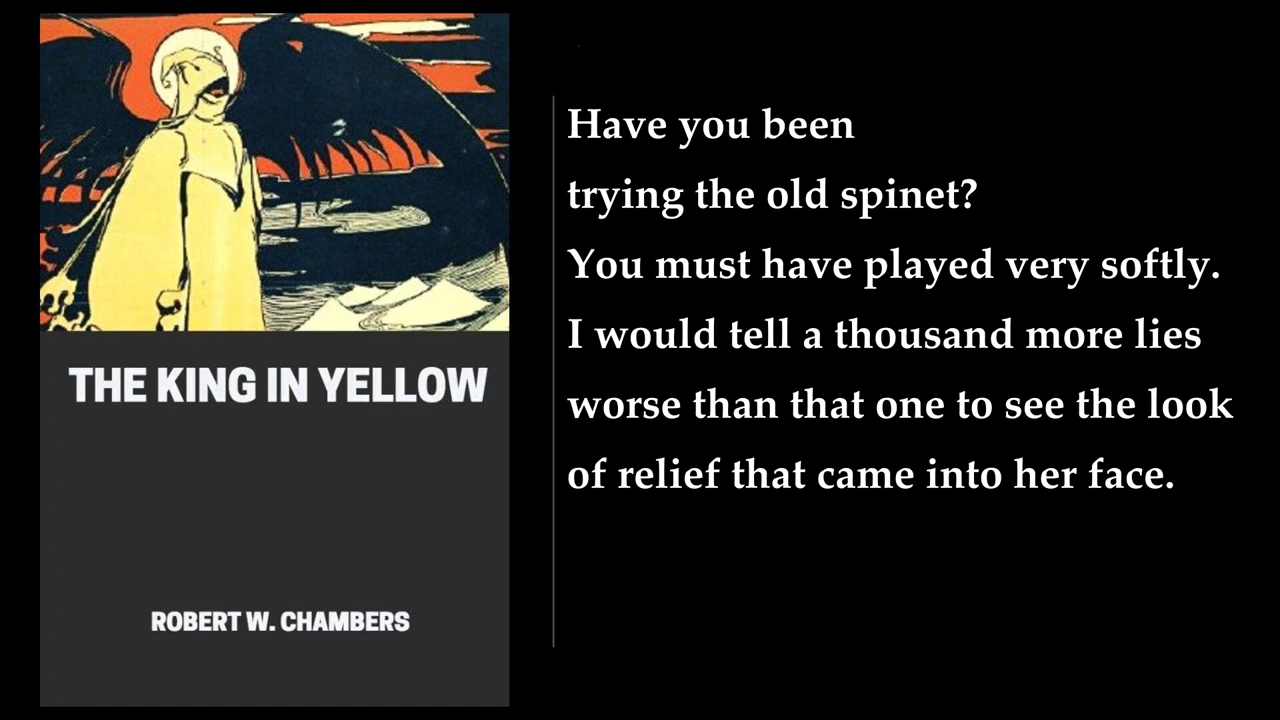 THE KING IN YELLOW
ROBERT W. CHAMBERS
Have you been
trying the old spinet?
You must have played very softly.
I would tell a thousand more lies
worse than that one to see the look
of relief that came into her face.